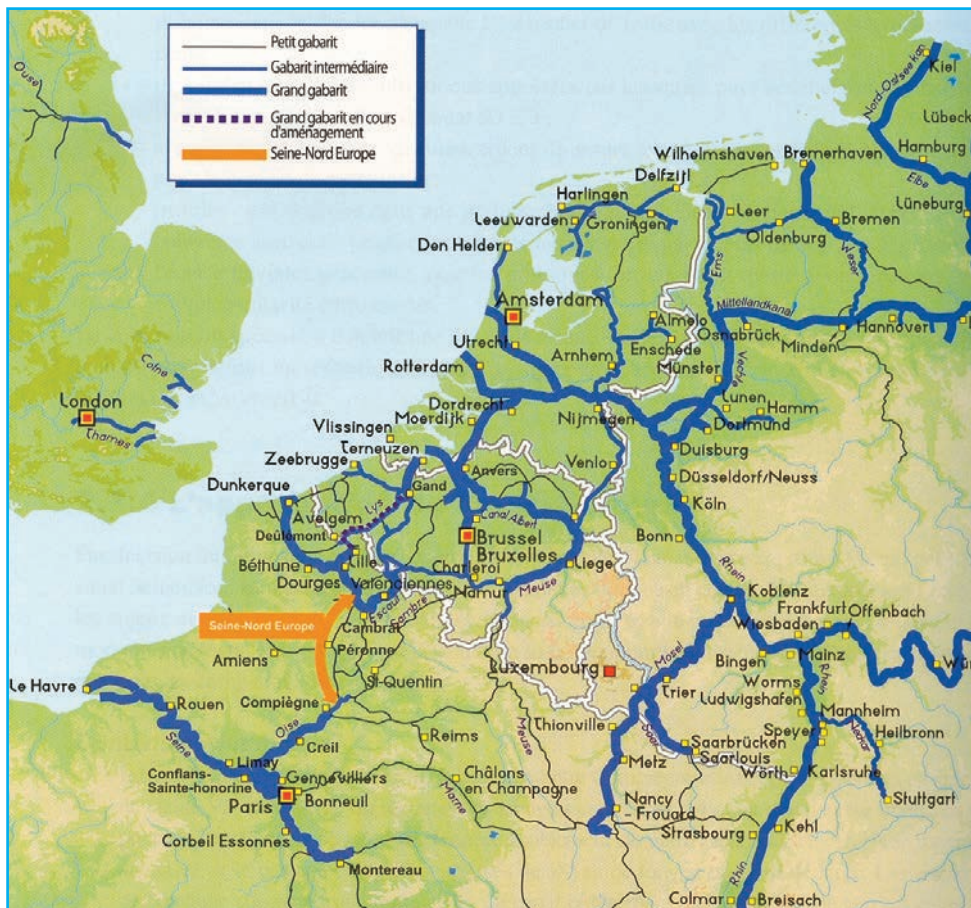 Petit gabarit
Gabarit intermédiaire
Grand gabarit
Grand gabarit en cours
d'aménagement
Seine-Nord Europe
Ouse
Colne
London
Thames
Nord-Ostsee kap
Kiel
Lübeck
Hamburg
Elbe
Lüneburg
Wilhelmshaven
Bremerhaven
Delfzijl
Harlingen
Leeuwarden
Groningen
Leer
Oldenburg
Bremen
Den Helder
Ems
Weser
Amsterdam
Almelo
Mittellandkanal
Osnabrück
Hannover
Minden
Utrecht
Enschede
Arnhem
Münster
Vechte
Rotterdam
Dordrecht
Nijmegen
Lunen
Hamm
Dortmund
Moerdijk
Vlissingen
Terneuzen
Zeebrugge
Anvers
Venlo
Duisburg
Düsseldorf/Neuss
Dunkerque
Lys
Gand
Avelgem
Canal Albert
Köln
Deûlémont
Brussel
Bruxelles
Bonn
Lille
Béthune
Dourges
Valenciennes
Charleroi
Namur
Meuse
Liege
Rhein
Escaut
Sambre
Koblenz
Seine-Nord Europe
Cambrai
Frankfurt
Offenbach
Wiesbaden
Péronne
Amiens
St-Quentin
Luxembourg
Mosel
Bingen
Mainz
Wür
Trier
Worms
Rhein
Le Havre
Rouen
Compiègne
Ludwigshafen
Mannheim
Oise
Thionville
Saar
Speyer
Neckar
Heilbronn
Seine
Creil
Reims
Meuse
Saarbrücken
Saarlouis
Limay
Metz
Wörth
Karlsruhe
Conflans-
Sainte-honorine
Gennevilliers
Châlons
en Champagne
Paris
Bonneuil
Marne
Nancy
- Frouard
Stuttgart
Corbeil Essonnes
Strasbourg
Kehl
Montereau
Rhin
Colmar
Breisach